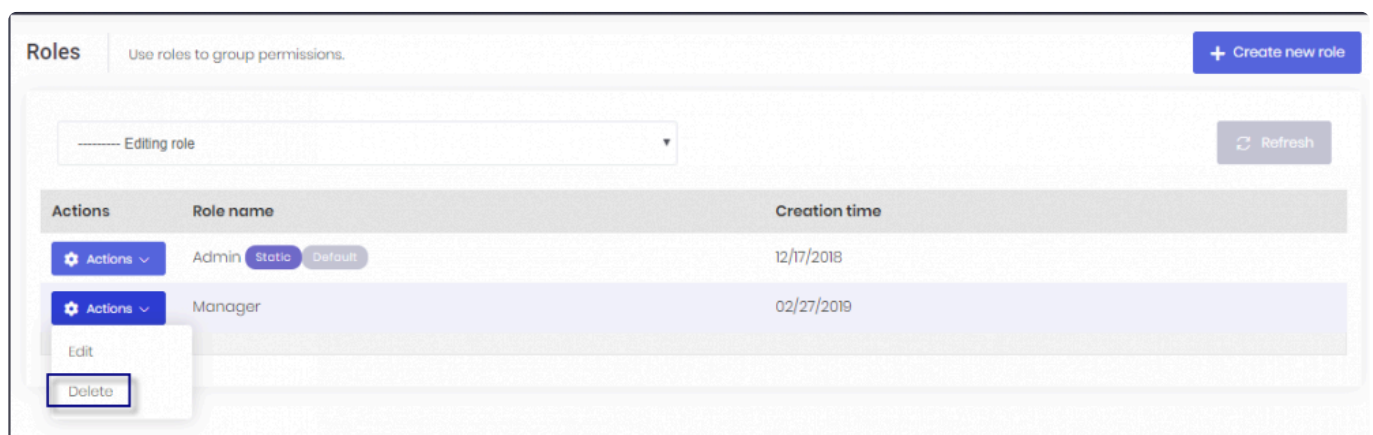 Roles Use roles to group permissions. + Create new role
--------- Editing role Refresh
Actions Role name Creation time
Actions Admin Static Default 12/17/2018
Actions Manager 02/27/2019
Edit
Delete